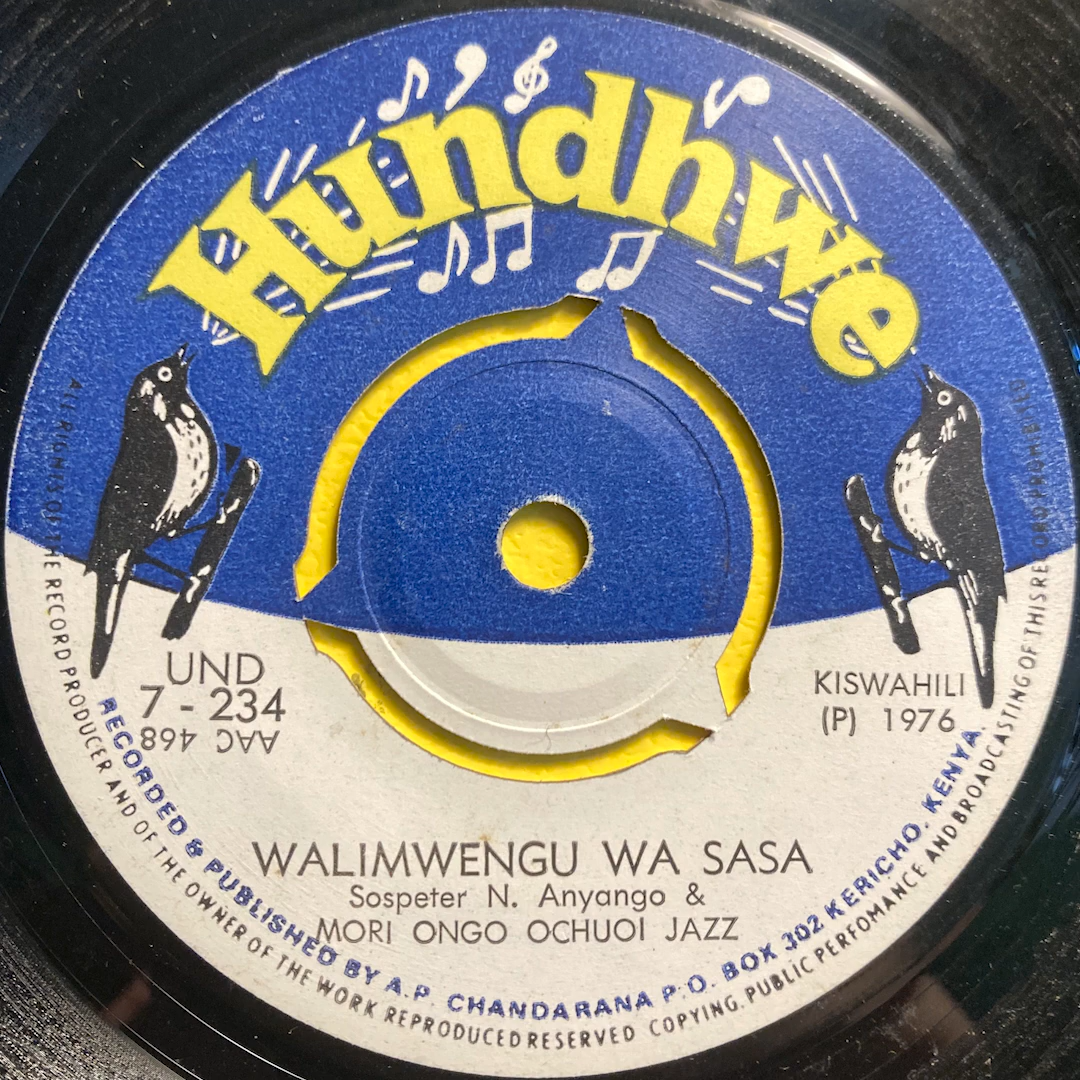 Hundhwe
UND
7 - 234
AAC 468
KISWAHILI
(P) 1976
WALIMWENGU WA SASA
Sospeter N. Anyango &
MORI ONGO OCHUOI JAZZ
RECORDED & PUBLISHED BY A.P. CHANDARANA P.O. BOX 302 KERICHO. KENYA.
ALL RIGHTS OF THE RECORD PRODUCER AND OF THE OWNER OF THE WORK REPRODUCED RESERVED COPYING. PUBLIC PERFOMANCE AND BROADCASTING OF THIS RECORD PROHIBITED